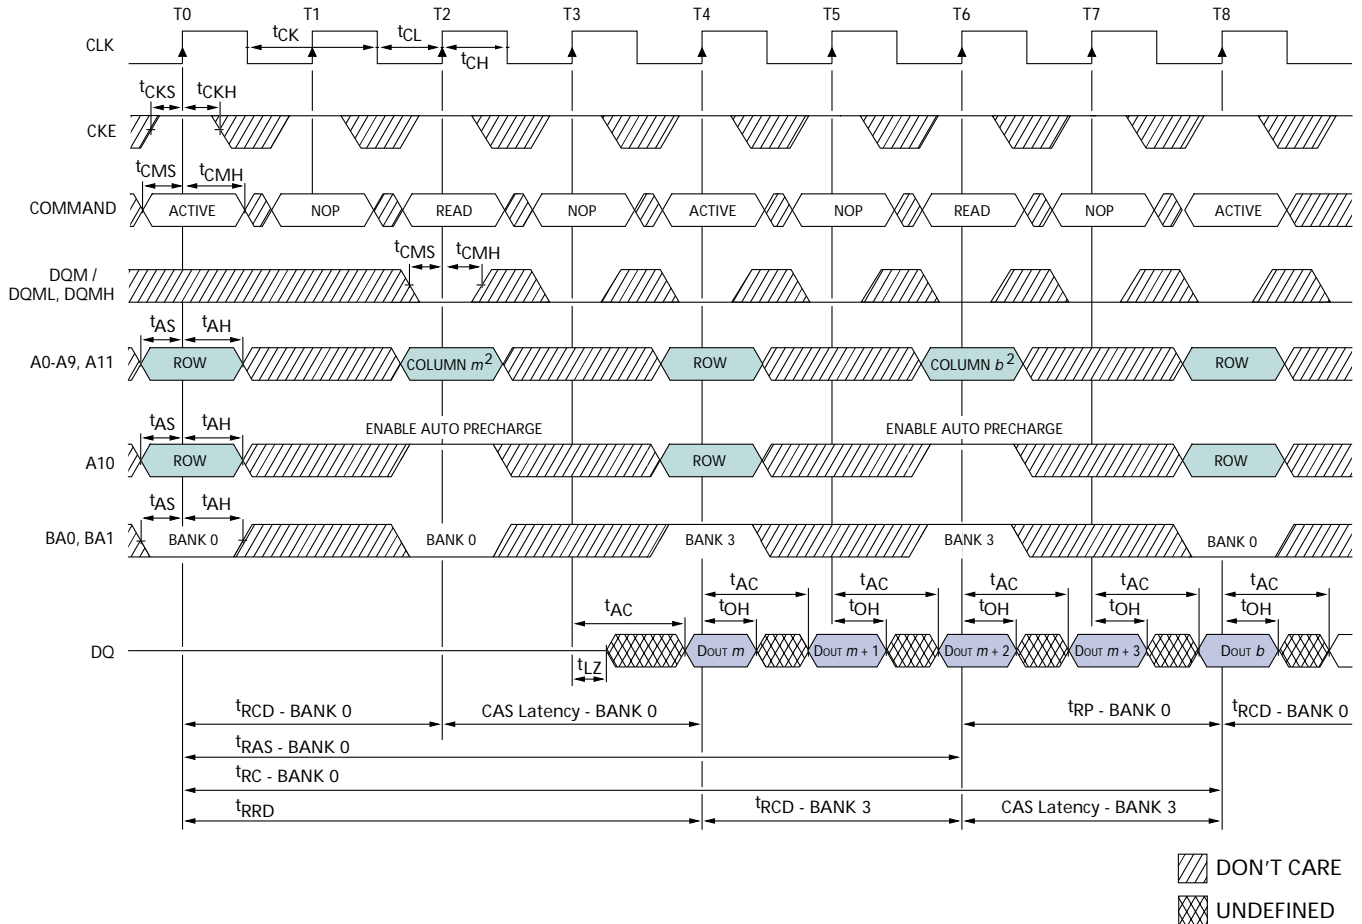 T0 T1 T2 T3 T4 T5 T6 T7 T8
CLK tCK tCL tCH
tCKS tCKH
CKE
tCMS tCMH
COMMAND ACTIVE NOP READ NOP ACTIVE NOP READ NOP ACTIVE
tCMS tCMH
DQM /
DQML, DQMH
tAS tAH
A0-A9, A11 ROW COLUMN m2 ROW COLUMN b2 ROW
tAS tAH ENABLE AUTO PRECHARGE ENABLE AUTO PRECHARGE
A10 ROW ROW ROW
tAS tAH
BA0, BA1 BANK 0 BANK 0 BANK 3 BANK 3 BANK 0
tAC tAC tAC tAC tAC tAC
tOH tOH tOH tOH tOH
DQ DOUT m DOUT m + 1 DOUT m + 2 DOUT m + 3 DOUT b
tLZ
tRCD - BANK 0 CAS Latency - BANK 0 tRP - BANK 0 tRCD - BANK 0
tRAS - BANK 0
tRC - BANK 0
tRRD tRCD - BANK 3 CAS Latency - BANK 3
DON'T CARE
UNDEFINED